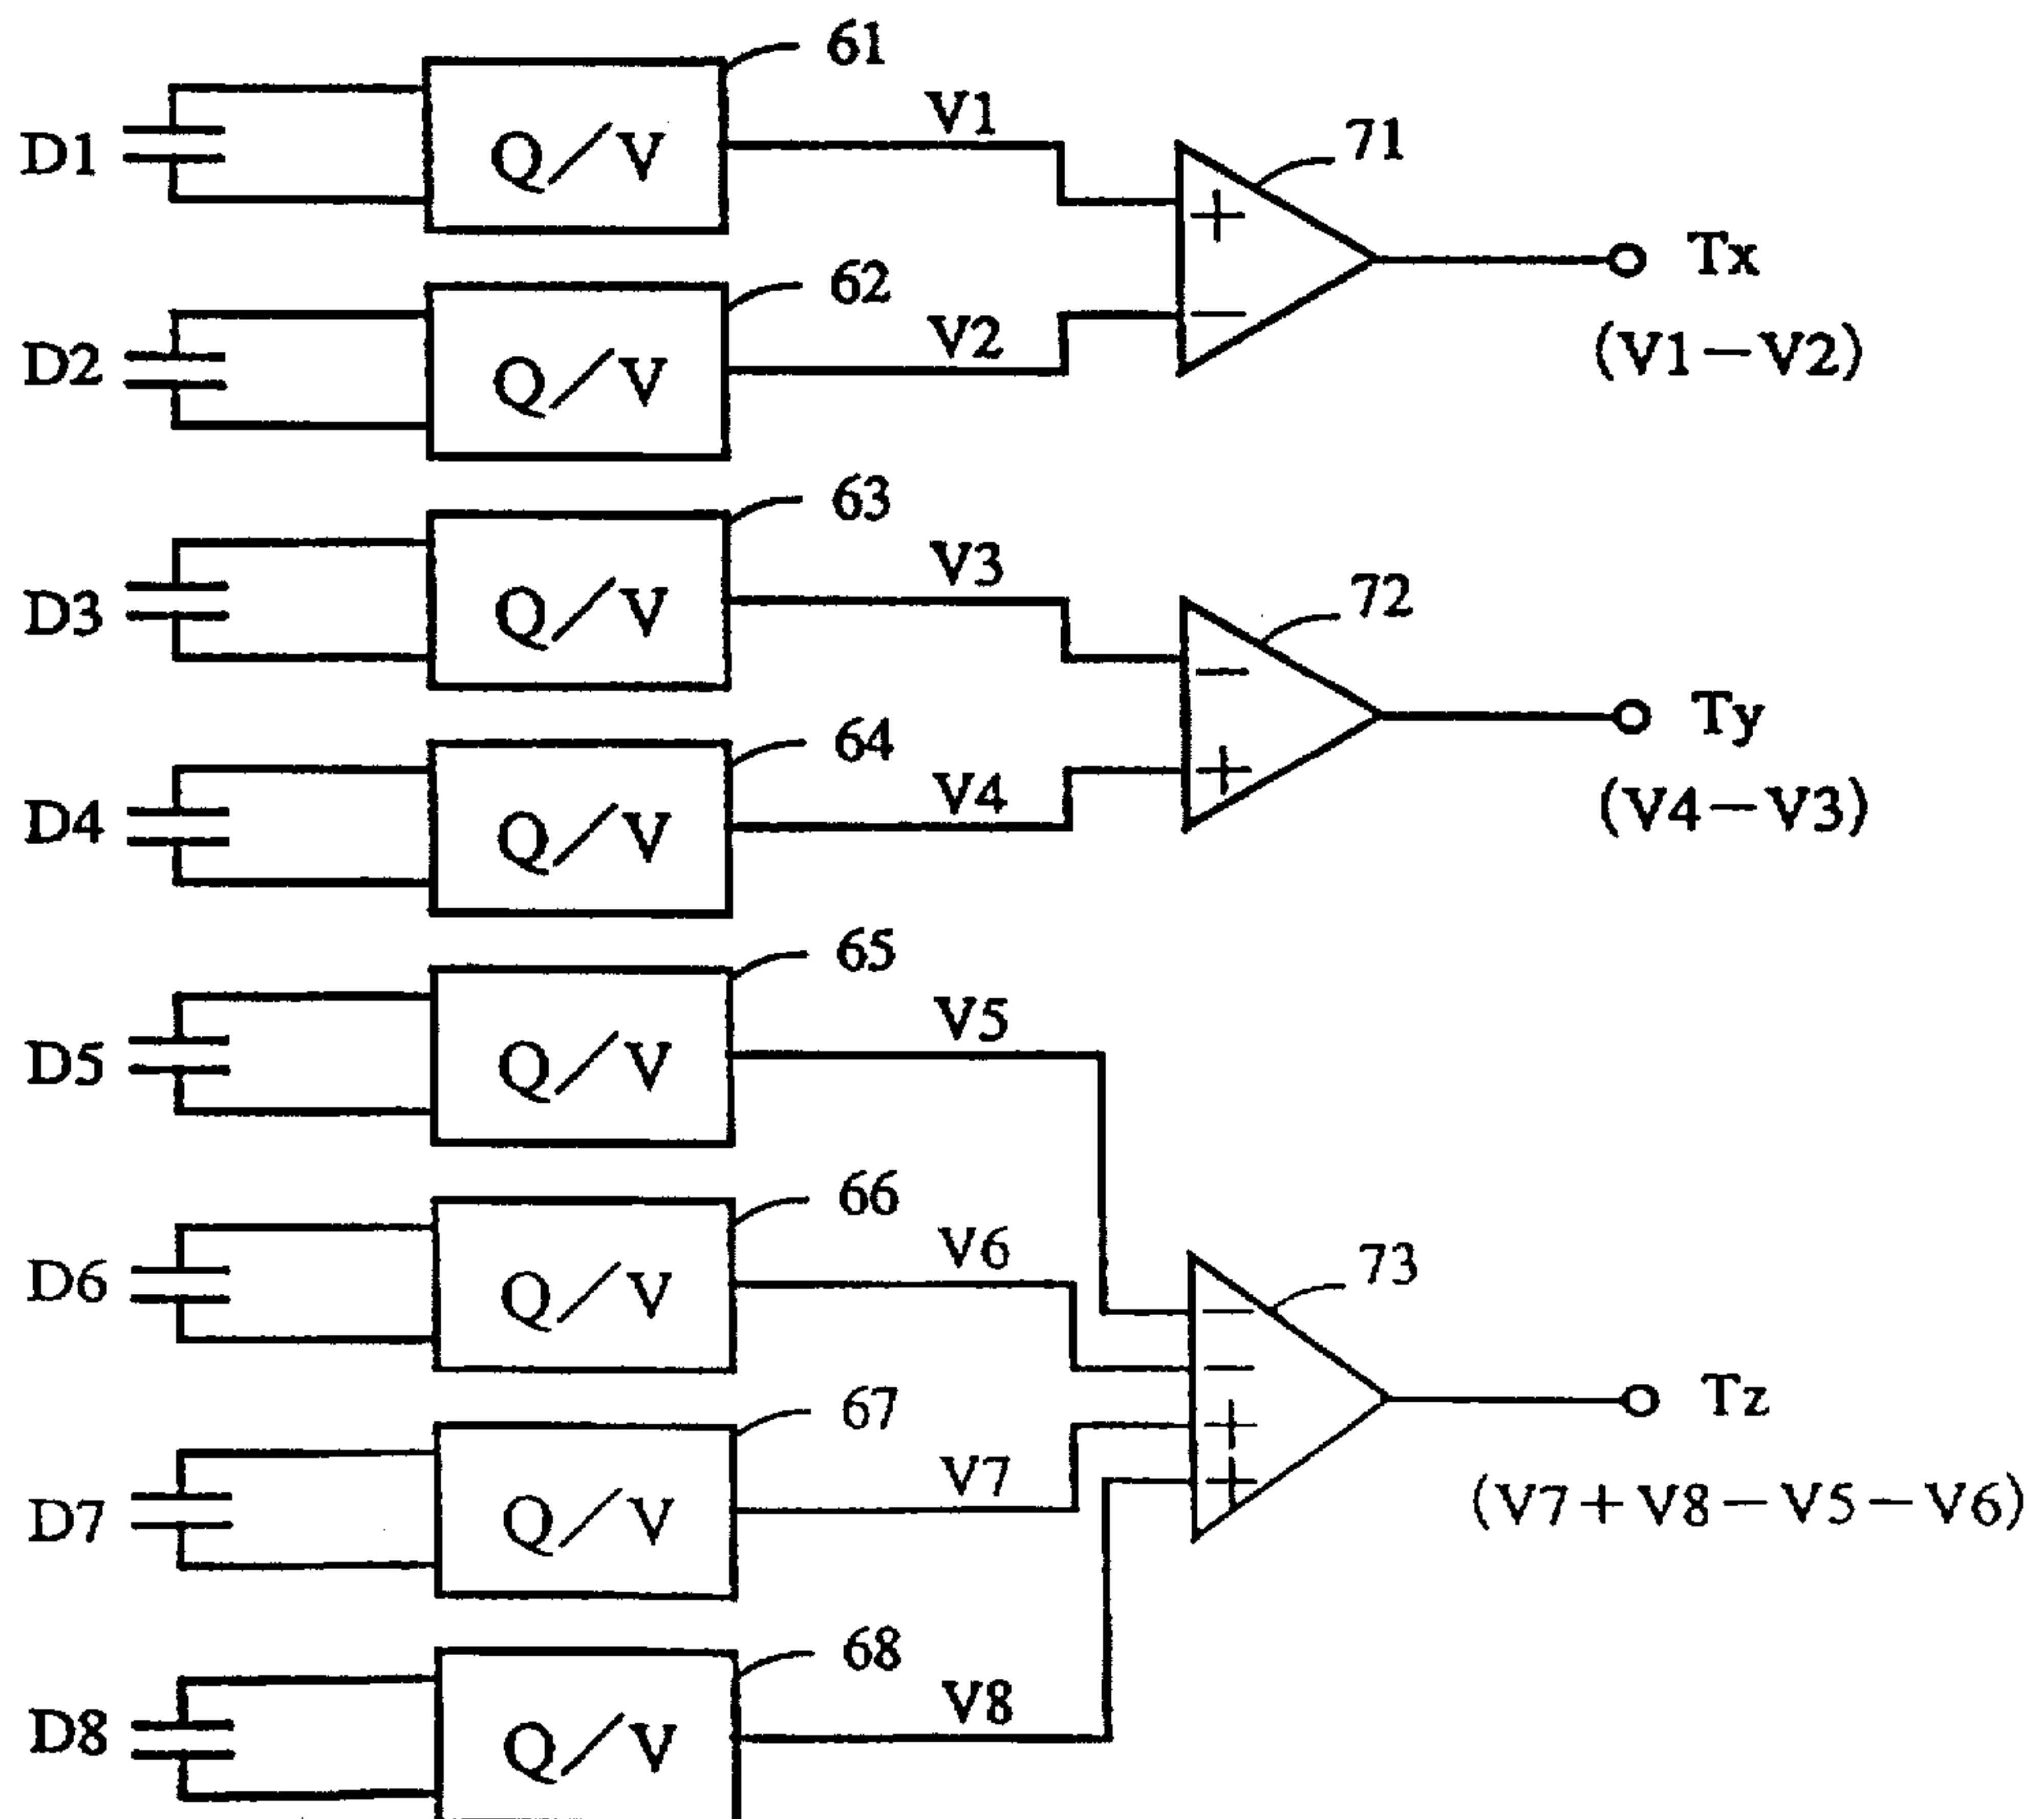 61
D1
Q/V
V1
+
−
71
Tx
(V1−V2)
62
D2
Q/V
V2
63
D3
Q/V
V3
−
+
72
Ty
(V4−V3)
64
D4
Q/V
V4
65
D5
Q/V
V5
66
D6
Q/V
V6
−
−
+
+
73
Tz
(V7+V8−V5−V6)
67
D7
Q/V
V7
68
D8
Q/V
V8